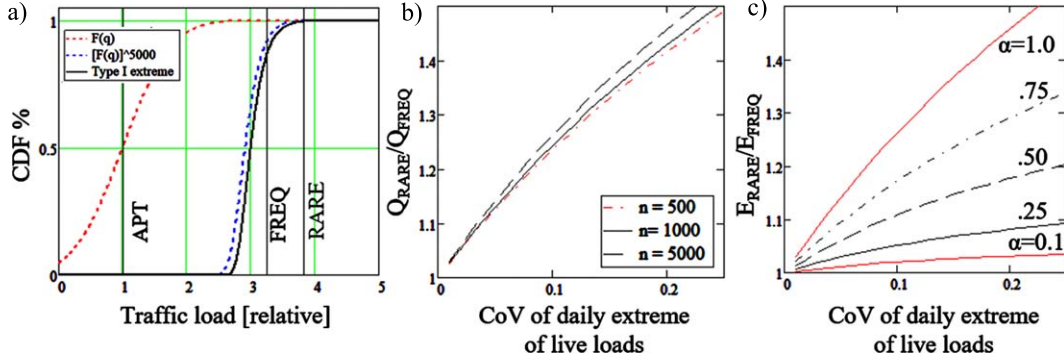 a)
CDF %
1
0.5
0
F(q)
[F(q)]^5000
Type I extreme
APT
FREQ
RARE
0 1 2 3 4 5
Traffic load [relative]
b)
Q_RARE/Q_FREQ
1.4
1.3
1.2
1.1
1
n = 500
n= 1000
n = 5000
0 0.1 0.2
CoV of daily extreme
of live loads
c)
E_RARE/E_FREQ
1.4
1.3
1.2
1.1
1
α=1.0
.75
.50
.25
α=0.1
0 0.1 0.2
CoV of daily extreme
of live loads